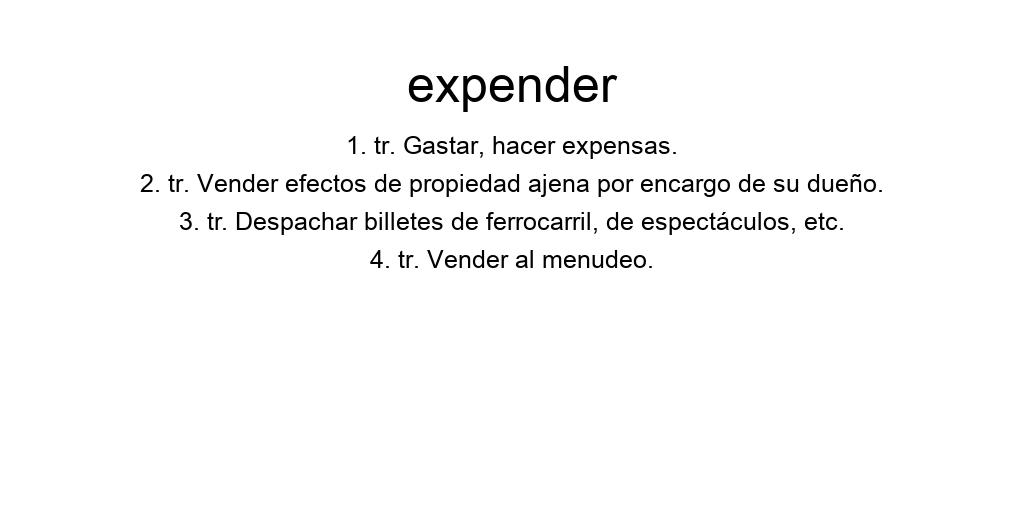 expender
1. tr. Gastar, hacer expensas.
2. tr. Vender efectos de propiedad ajena por encargo de su dueño.
3. tr. Despachar billetes de ferrocarril, de espectáculos, etc.
4. tr. Vender al menudeo.